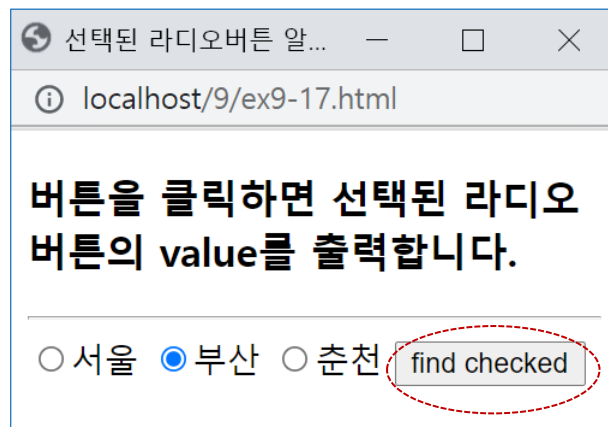 선택된 라디오버튼 알...
localhost/9/ex9-17.html
버튼을 클릭하면 선택된 라디오
버튼의 value를 출력합니다.
서울 부산 춘천 find checked